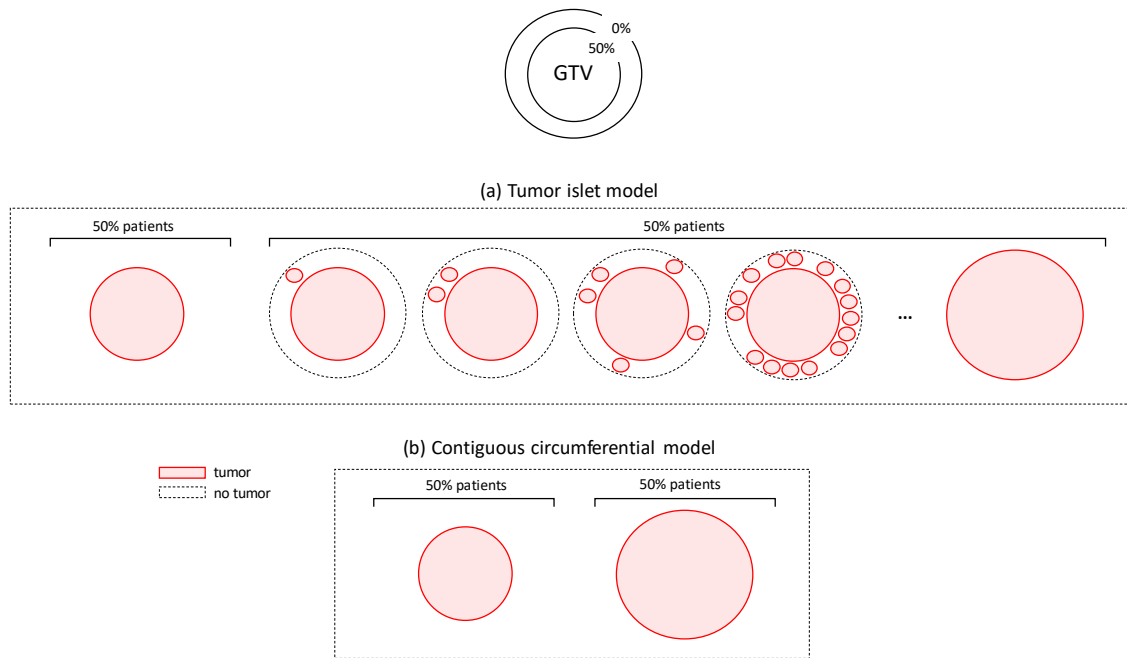 0%
50%
GTV
(a) Tumor islet model
50% patients
50% patients
...
(b) Contiguous circumferential model
tumor
no tumor
50% patients
50% patients